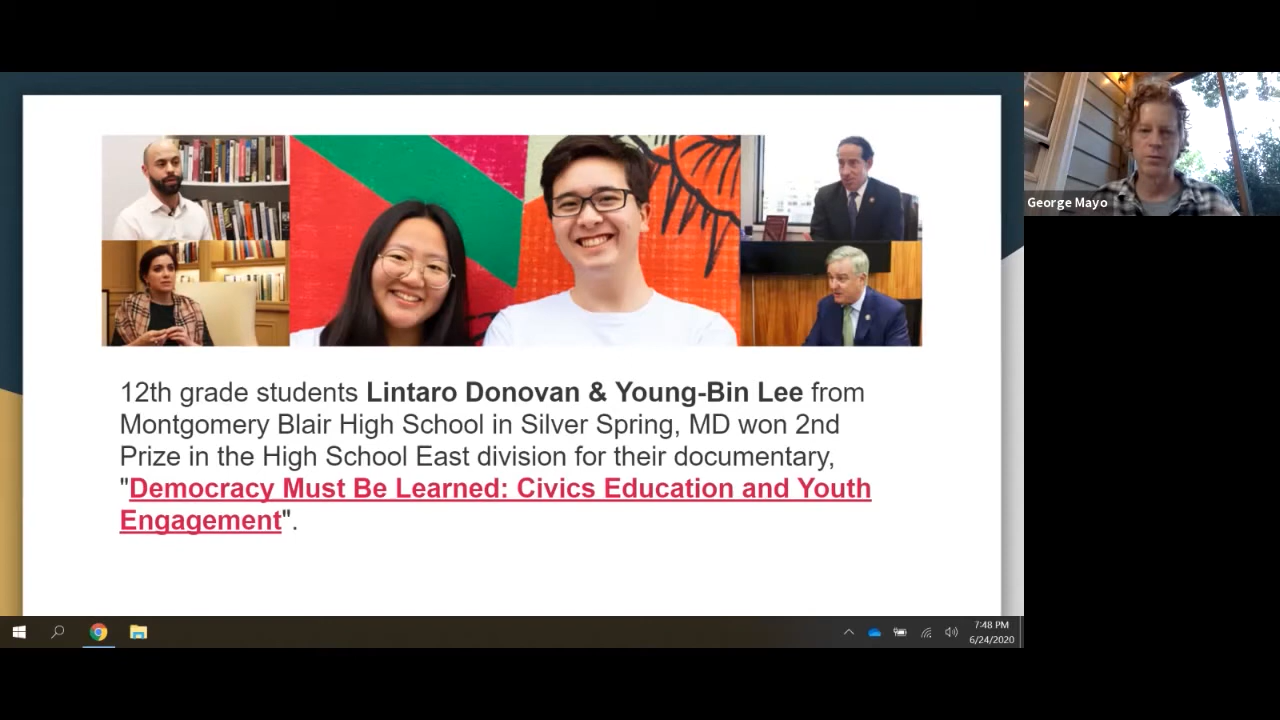 George Mayo
12th grade students Lintaro Donovan & Young-Bin Lee from
Montgomery Blair High School in Silver Spring, MD won 2nd
Prize in the High School East division for their documentary,
"Democracy Must Be Learned: Civics Education and Youth
Engagement".
7:48 PM
6/24/2020